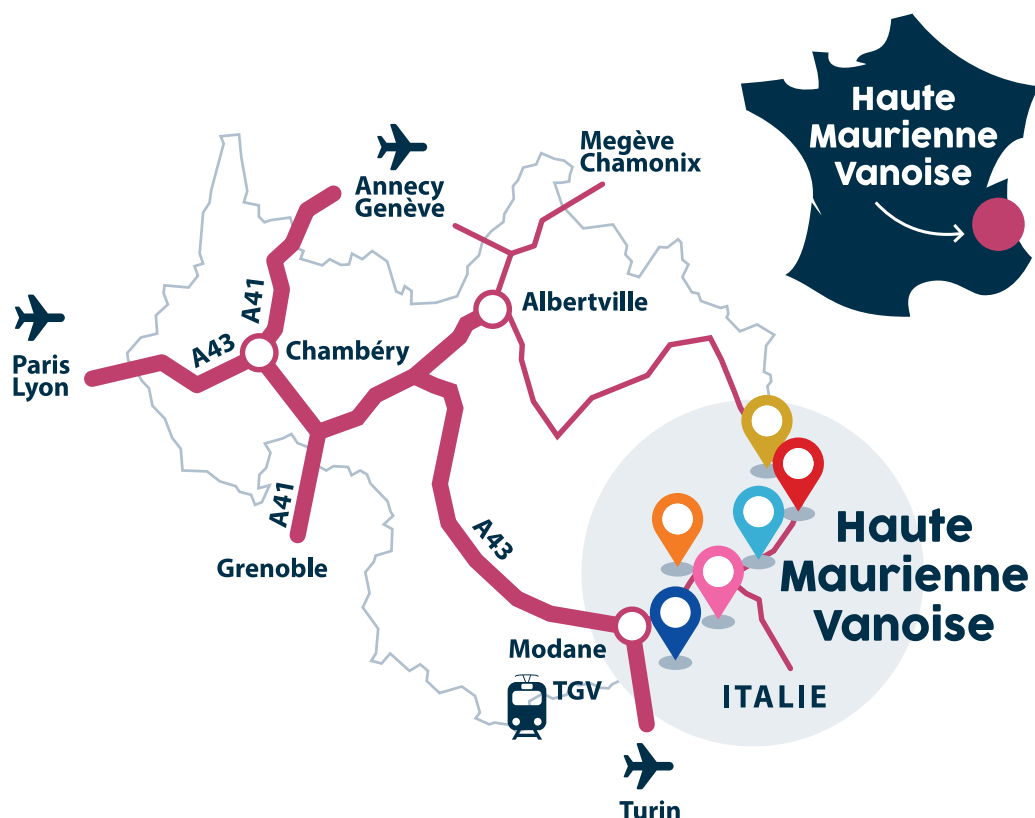 Haute
Maurienne
Vanoise
Megève
Chamonix
Annecy
Genève
A41
Albertville
Paris
Lyon
A43
Chambéry
A41
Grenoble
A43
Haute
Maurienne
Vanoise
Modane
TGV
ITALIE
Turin